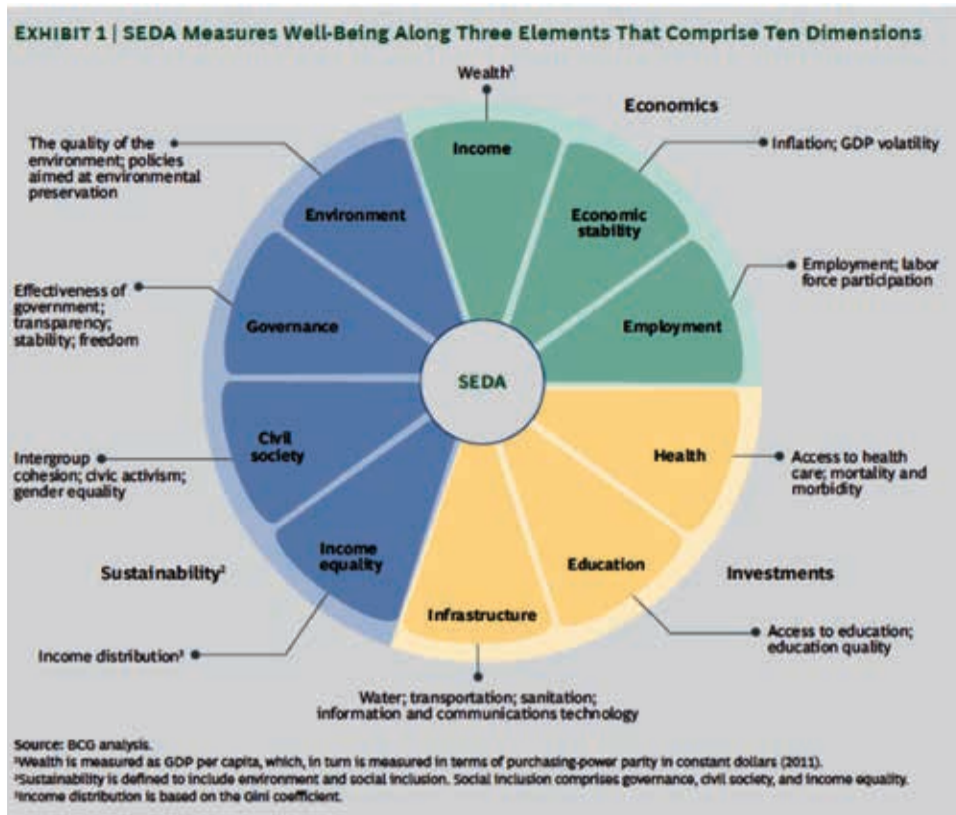 EXHIBIT 1 | SEDA Measures Well-Being Along Three Elements That Comprise Ten Dimensions
Wealth¹
Economics
The quality of the
environment; policies
aimed at environmental
preservation
Income
Inflation; GDP volatility
Environment
Economic
stability
Effectiveness of
government;
transparency;
stability; freedom
Governance
Employment
Employment; labor
force participation
SEDA
Intergroup
cohesion; civic activism;
gender equality
Civil
society
Health
Access to health
care; mortality and
morbidity
Sustainability²
Income
equality
Education
Investments
Infrastructure
Income distribution³
Access to education;
education quality
Water; transportation; sanitation;
information and communications technology
Source: BCG analysis.
¹Wealth is measured as GDP per capita, which, in turn is measured in terms of purchasing-power parity in constant dollars (2011).
²Sustainability is defined to include environment and social inclusion. Social inclusion comprises governance, civil society, and income equality.
³Income distribution is based on the Gini coefficient.